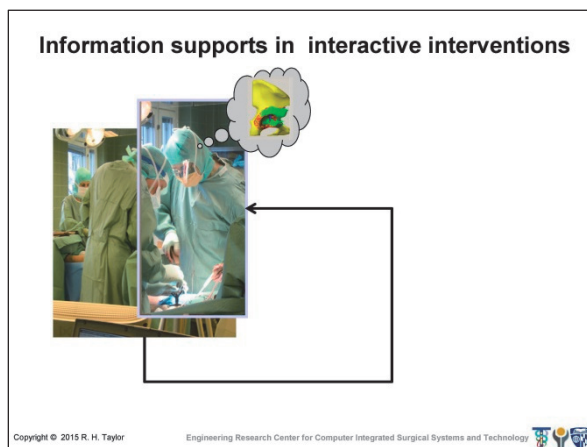 Information supports in interactive interventions
Copyright © 2015 R. H. Taylor
Engineering Research Center for Computer Integrated Surgical Systems and Technology